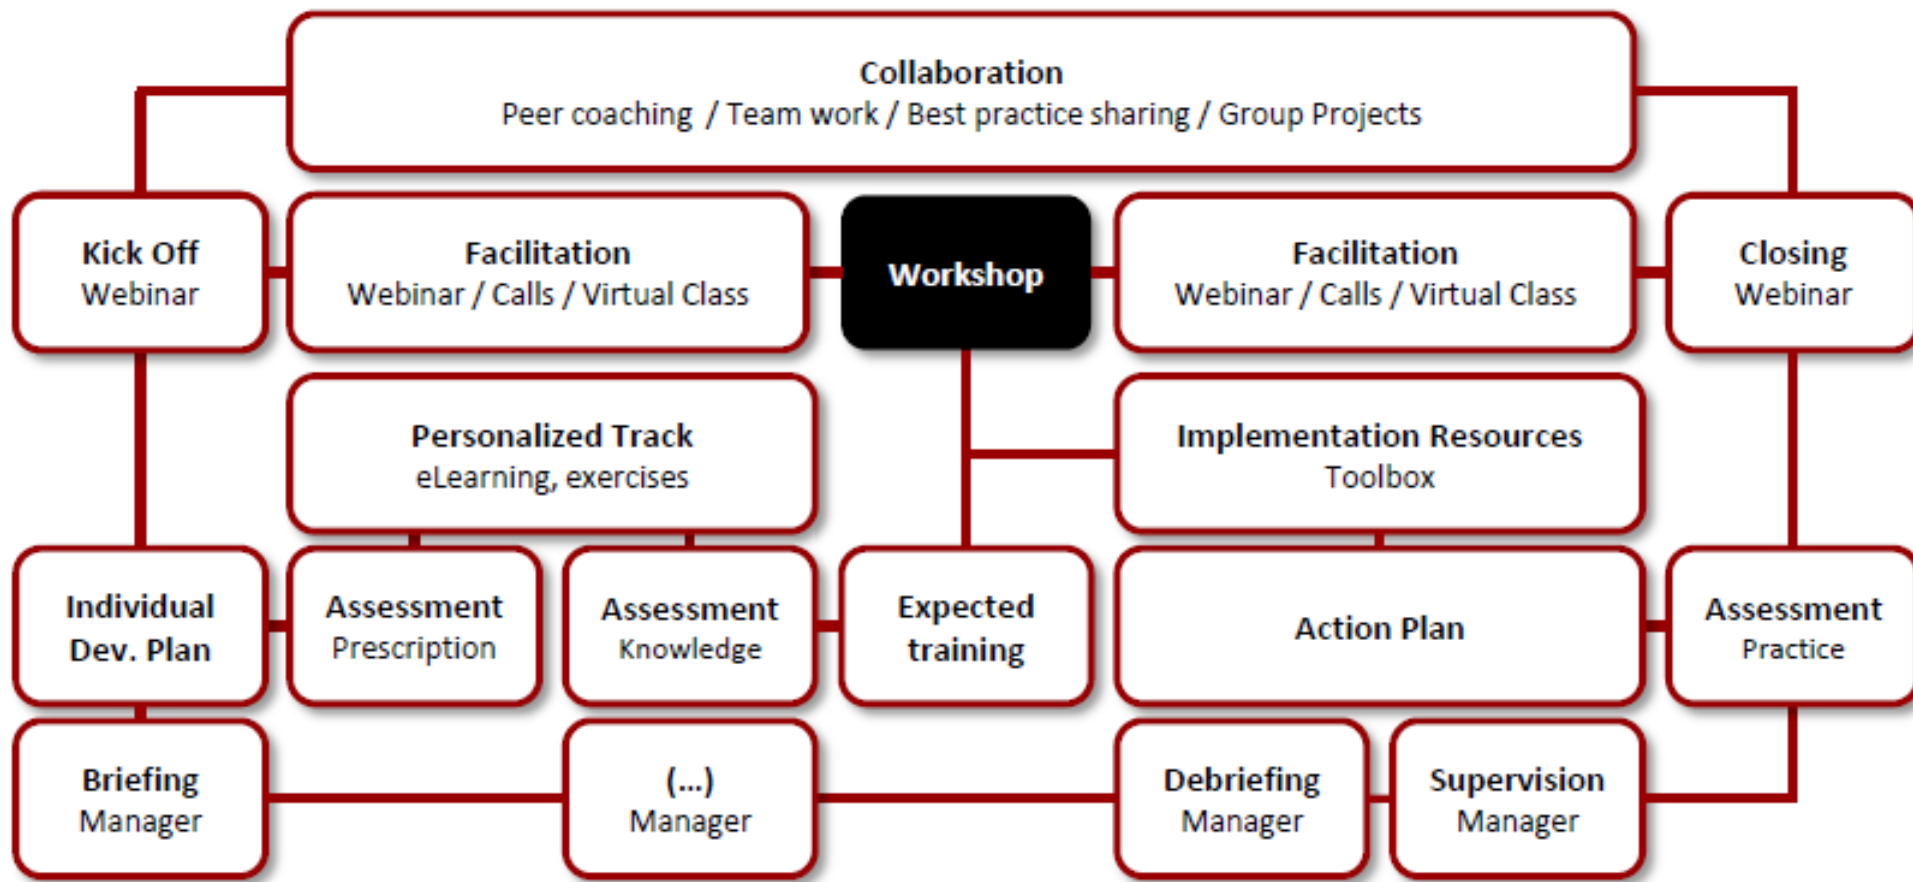 Collaboration
Peer coaching / Team work / Best practice sharing / Group Projects
Kick Off
Webinar
Facilitation
Webinar / Calls / Virtual Class
Workshop
Facilitation
Webinar / Calls / Virtual Class
Closing
Webinar
Personalized Track
eLearning, exercises
Implementation Resources
Toolbox
Individual
Dev. Plan
Assessment
Prescription
Assessment
Knowledge
Expected
training
Action Plan
Assessment
Practice
Briefing
Manager
(...)
Manager
Debriefing
Manager
Supervision
Manager